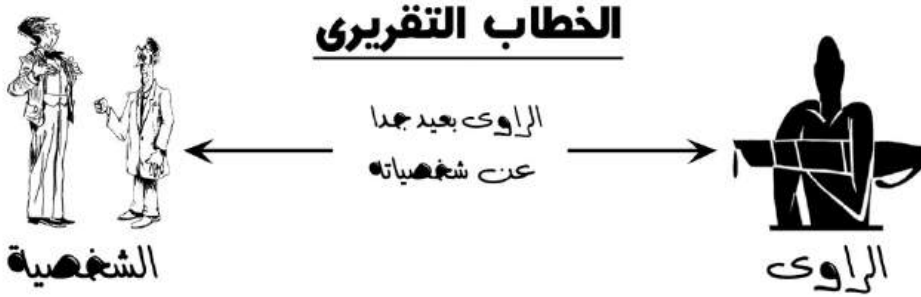 الخطاب التقريرى
الراوى بعيد جدا
عن شخصياته
الراوى
الشخصية